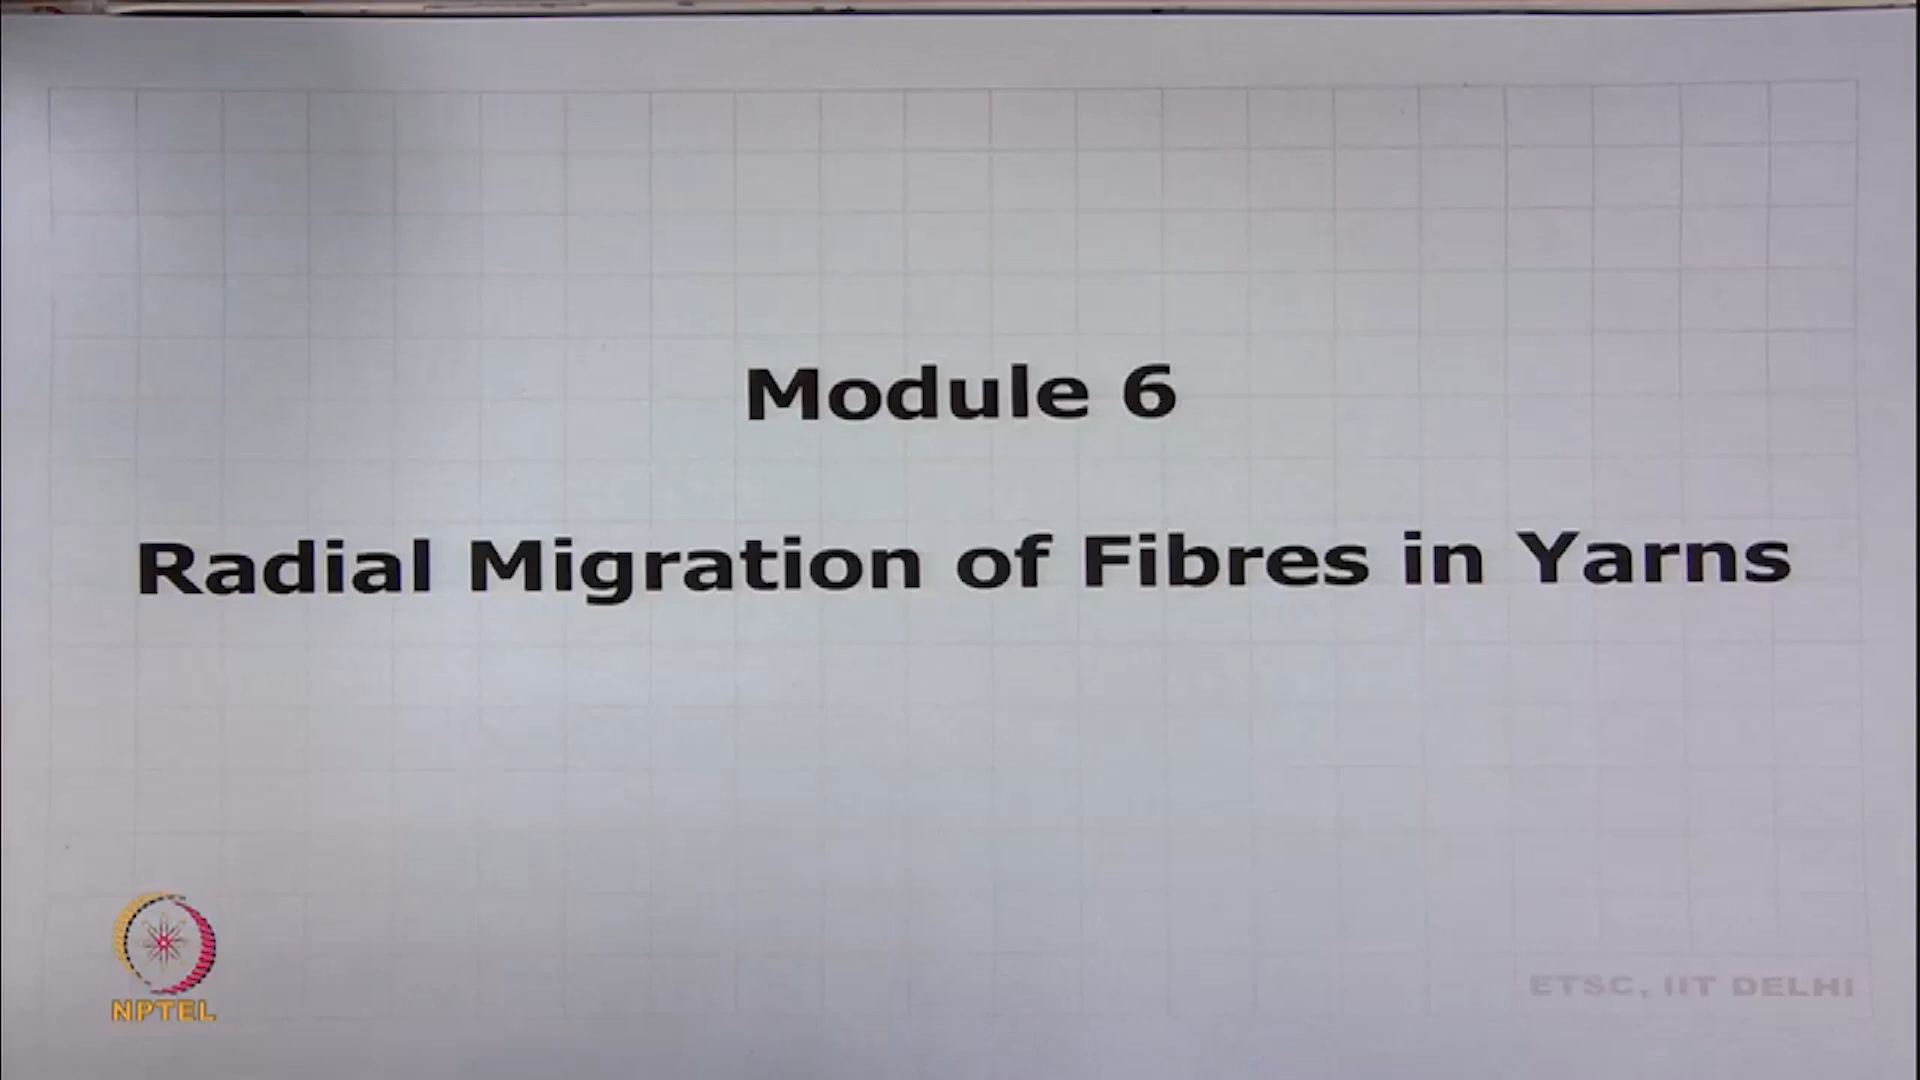 Module 6
Radial Migration of Fibres in Yarns
NPTEL
ETSC, IIT DELHI